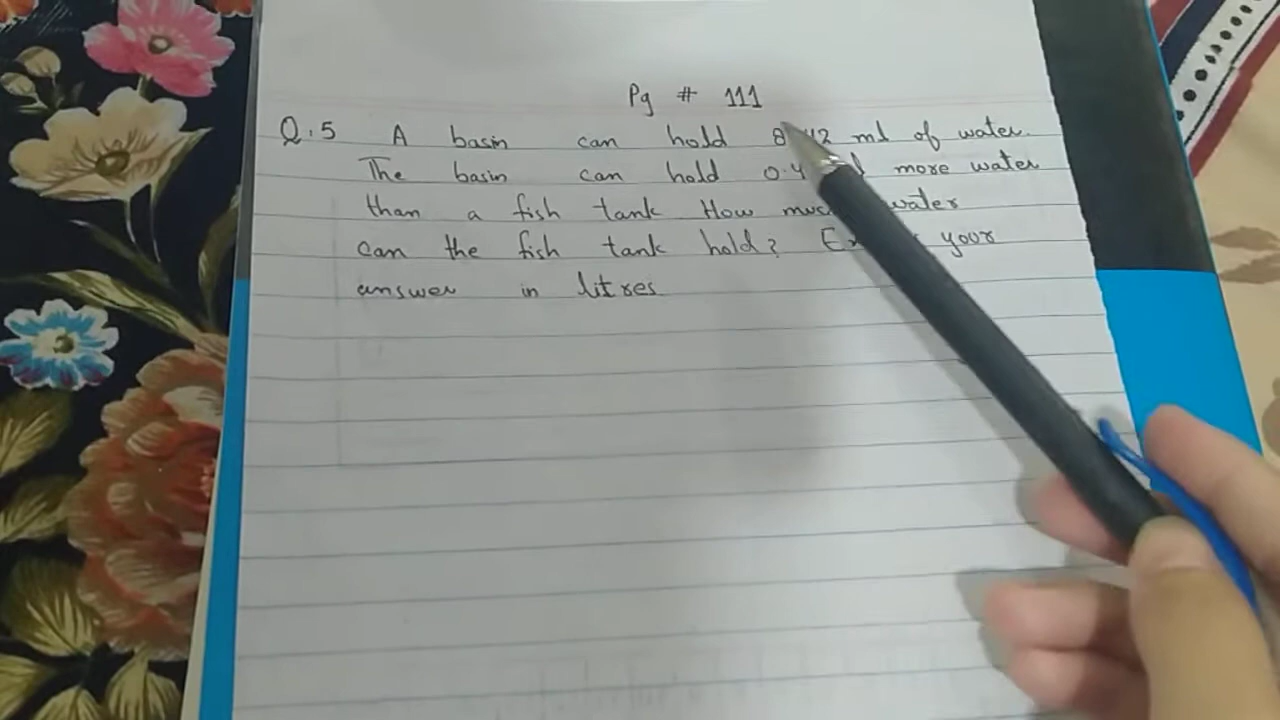 Pg # 111
Q.5 A basin can hold ml of water.
The basin can hold more water
than a fish tank How water
can the fish tank hold? your
answer in litres